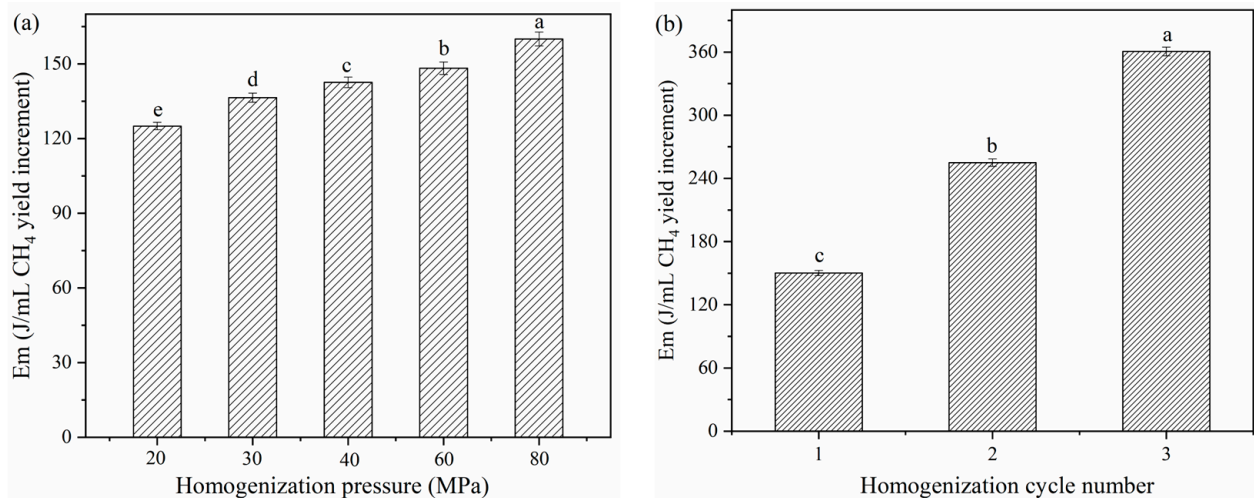 (a)
Em (J/mL CH₄ yield increment)
150
120
90
60
30
0
e
d
c
b
a
20
30
40
60
80
Homogenization pressure (MPa)
(b)
Em (J/mL CH₄ yield increment)
360
300
240
180
120
60
0
c
b
a
1
2
3
Homogenization cycle number